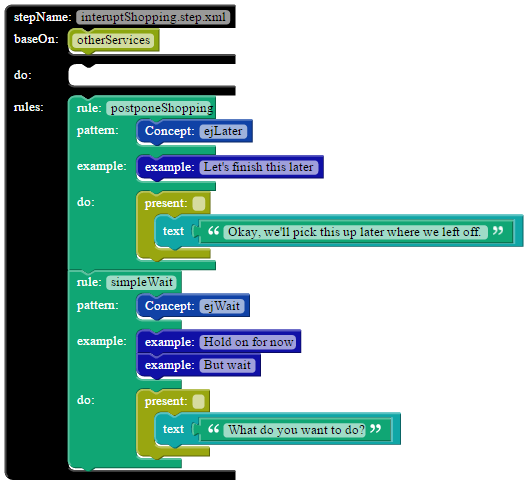 stepName: interuptShopping.step.xml
baseOn: otherServices
do:
rules: rule: postponeShopping
pattern: Concept: ejLater
example: example: Let's finish this later
do: present:
text “ Okay, we'll pick this up later where we left off. ”
rule: simpleWait
pattern: Concept: ejWait
example: example: Hold on for now
example: But wait
do: present:
text “ What do you want to do? ”